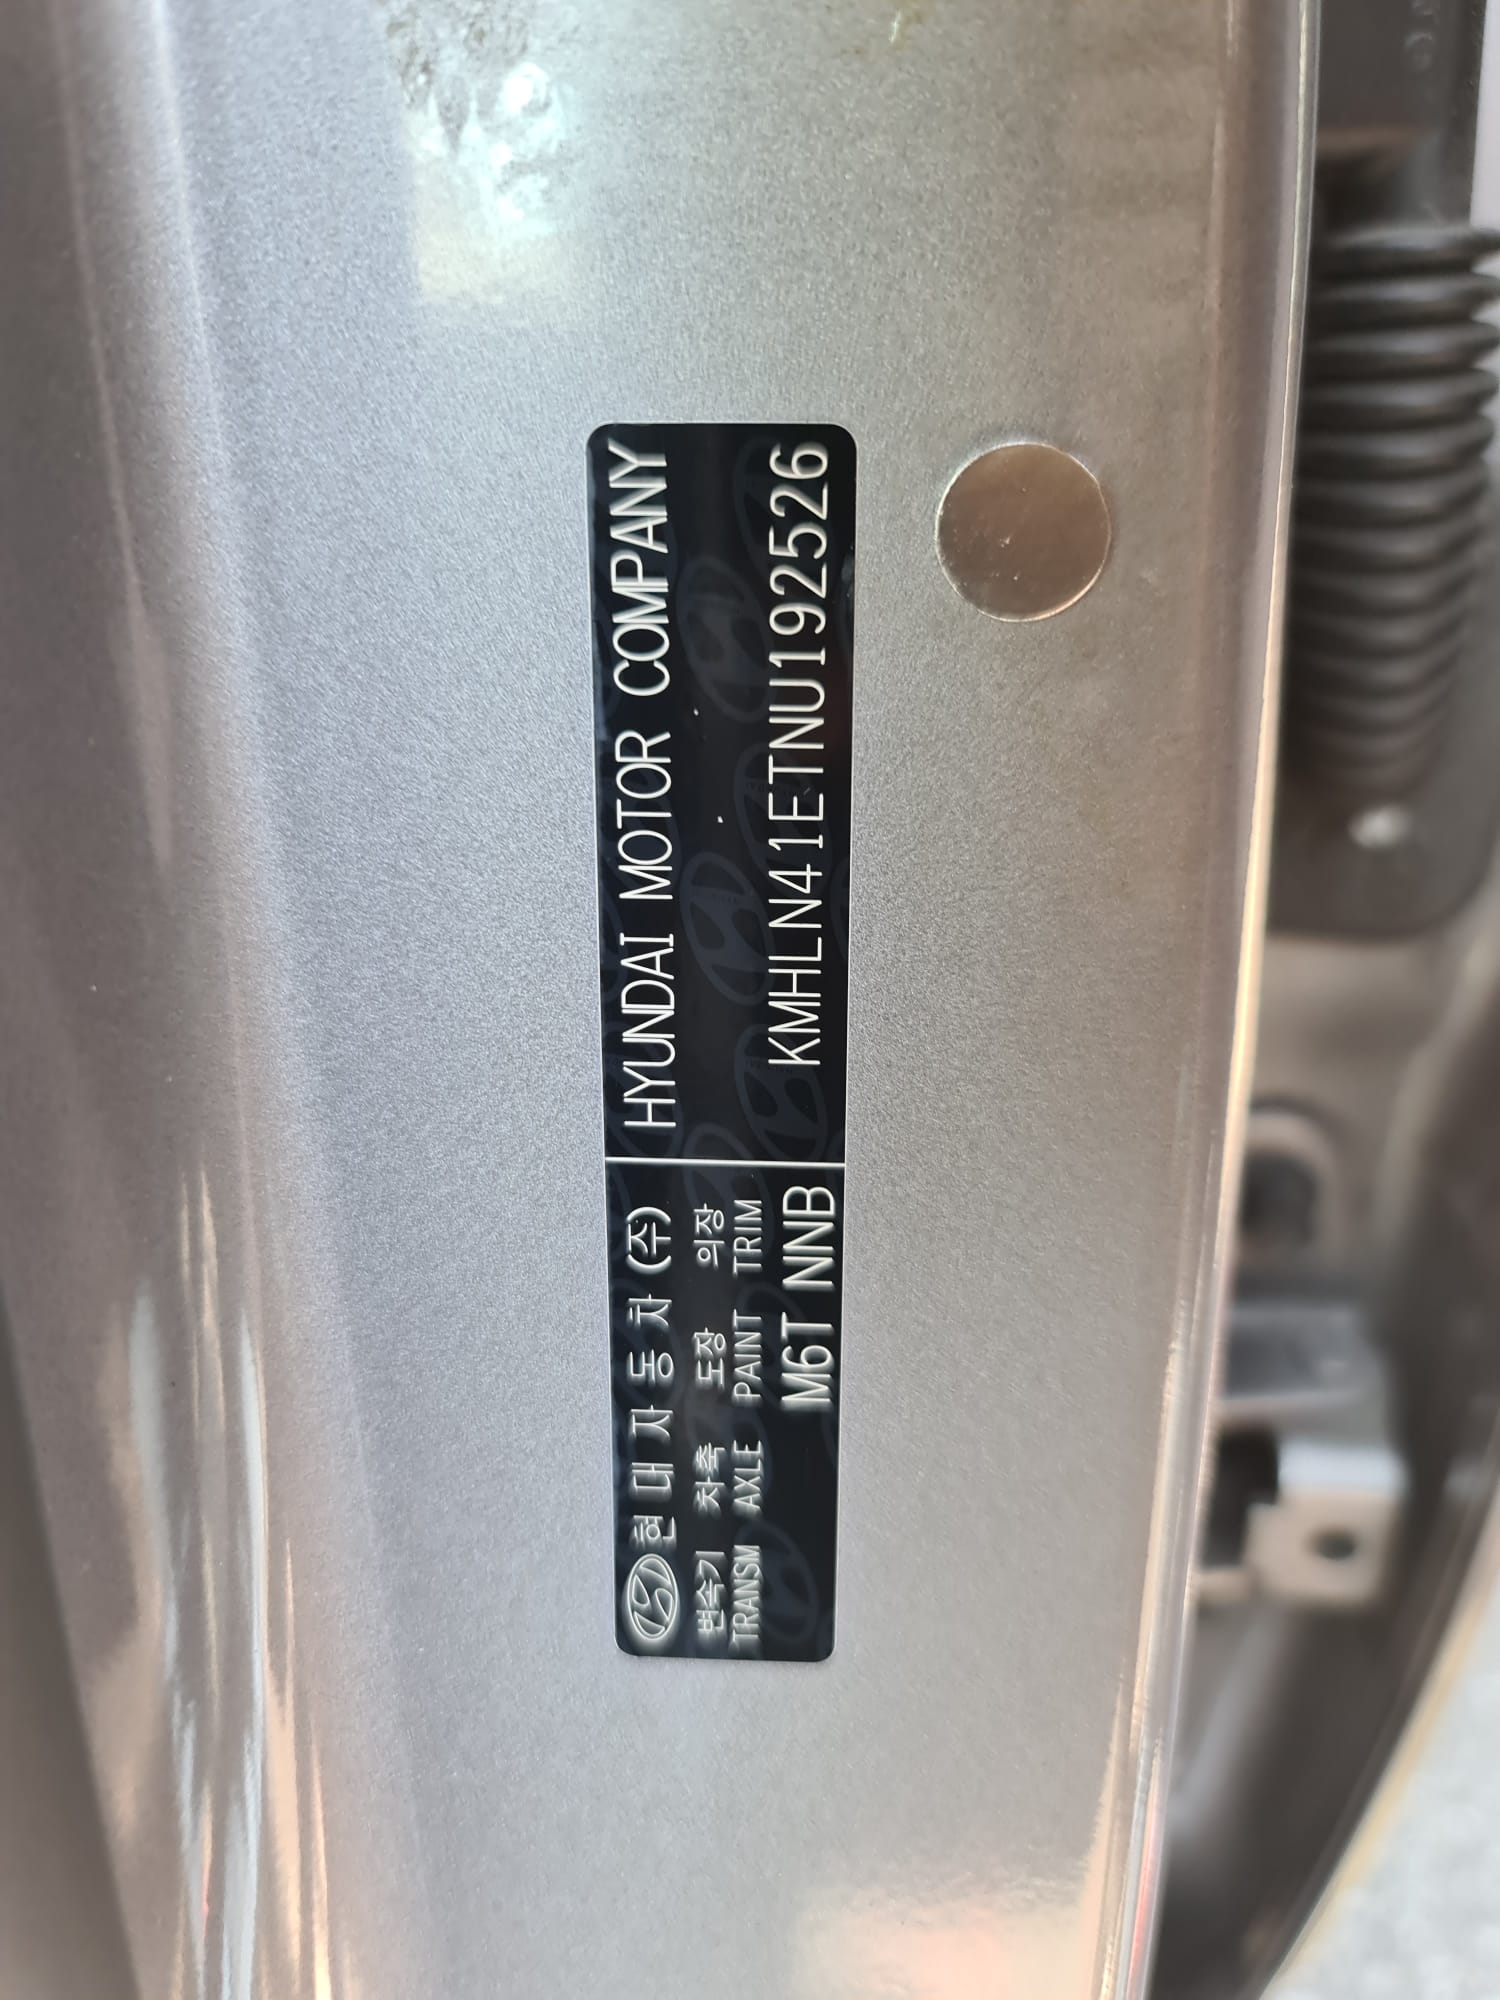 현대자동차(주) HYUNDAI MOTOR COMPANY
변속기 차축 도장 의장
TRANSM AXLE PAINT TRIM
M6T NNB KMHLN41ETNU192526